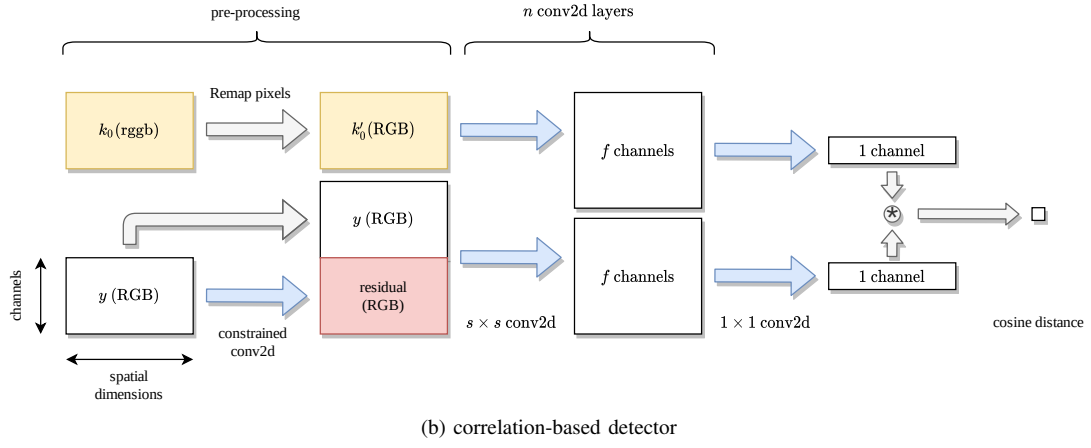 pre-processing
n conv2d layers
Remap pixels
k₀(rggb)
k′₀(RGB)
f channels
1 channel
*
y (RGB)
y (RGB)
residual
(RGB)
f channels
1 channel
channels
s × s conv2d
1 × 1 conv2d
cosine distance
constrained
conv2d
spatial
dimensions
(b) correlation-based detector